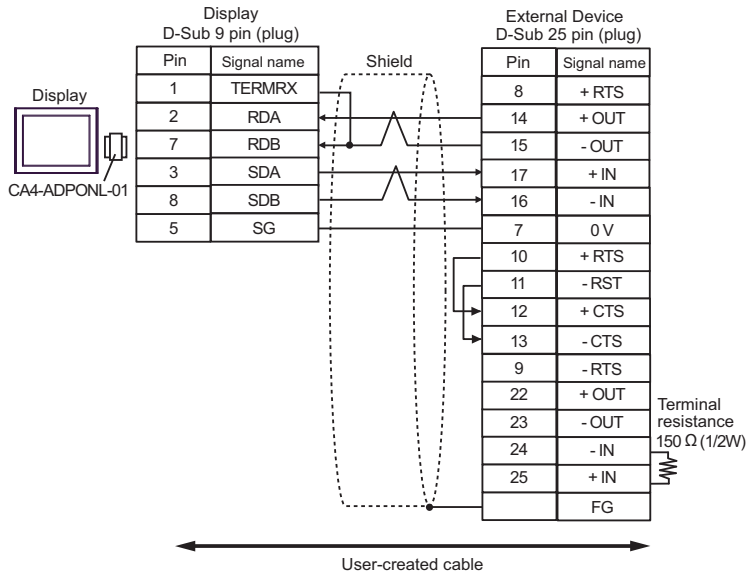 Display
D-Sub 9 pin (plug)
External Device
D-Sub 25 pin (plug)
Display
CA4-ADPONL-01
Pin Signal name
1 TERMRX
2 RDA
7 RDB
3 SDA
8 SDB
5 SG
Shield
Pin Signal name
8 + RTS
14 + OUT
15 - OUT
17 + IN
16 - IN
7 0 V
10 + RTS
11 - RST
12 + CTS
13 - CTS
9 - RTS
22 + OUT
23 - OUT
24 - IN
25 + IN
FG
Terminal
resistance
150 Ω (1/2W)
User-created cable